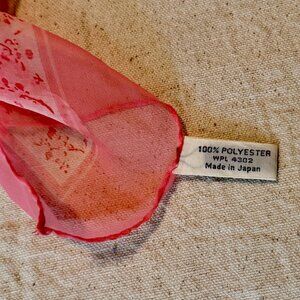 100% POLYESTER
WPL 4302
Made in Japan